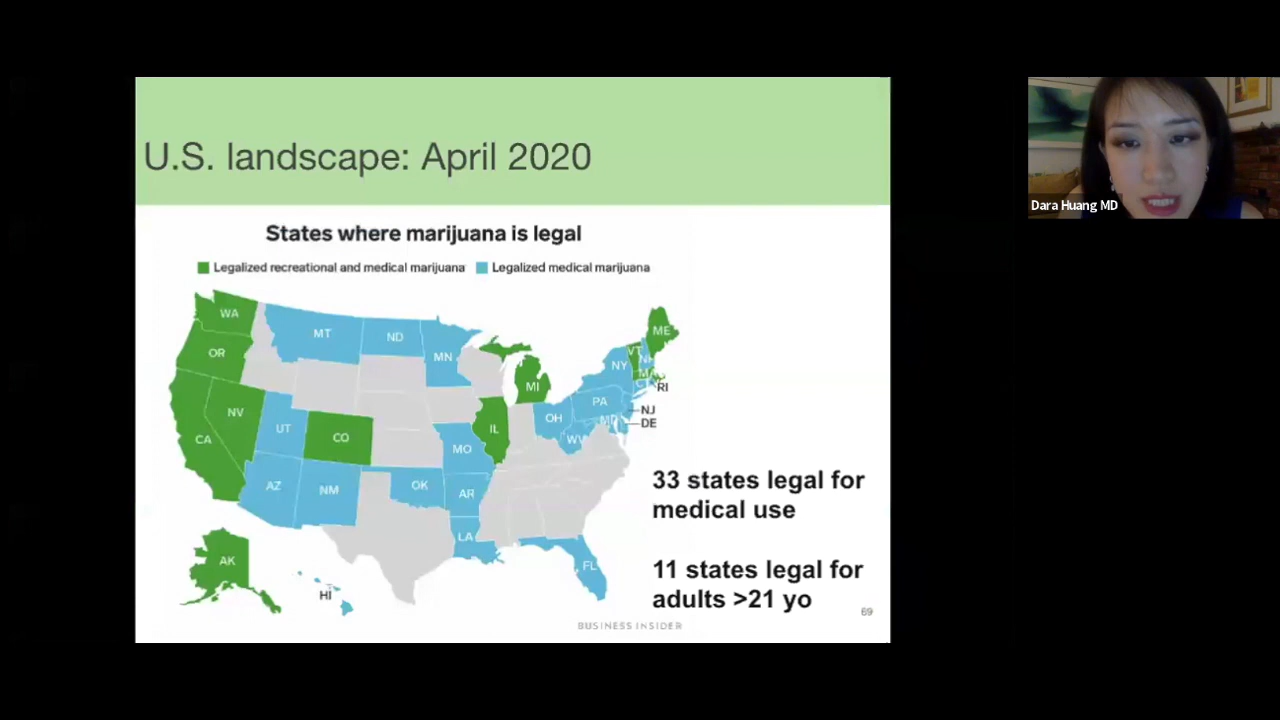 U.S. landscape: April 2020
Dara Huang MD
States where marijuana is legal
Legalized recreational and medical marijuana
Legalized medical marijuana
WA
MT
ND
MN
OR
ME
VT
NH
NY
MA
CT
RI
MI
PA
NV
UT
CO
CA
IL
OH
NJ
MD
DE
WV
MO
AZ
NM
OK
AR
LA
FL
AK
HI
33 states legal for
medical use
11 states legal for
adults >21 yo
69
BUSINESS INSIDER